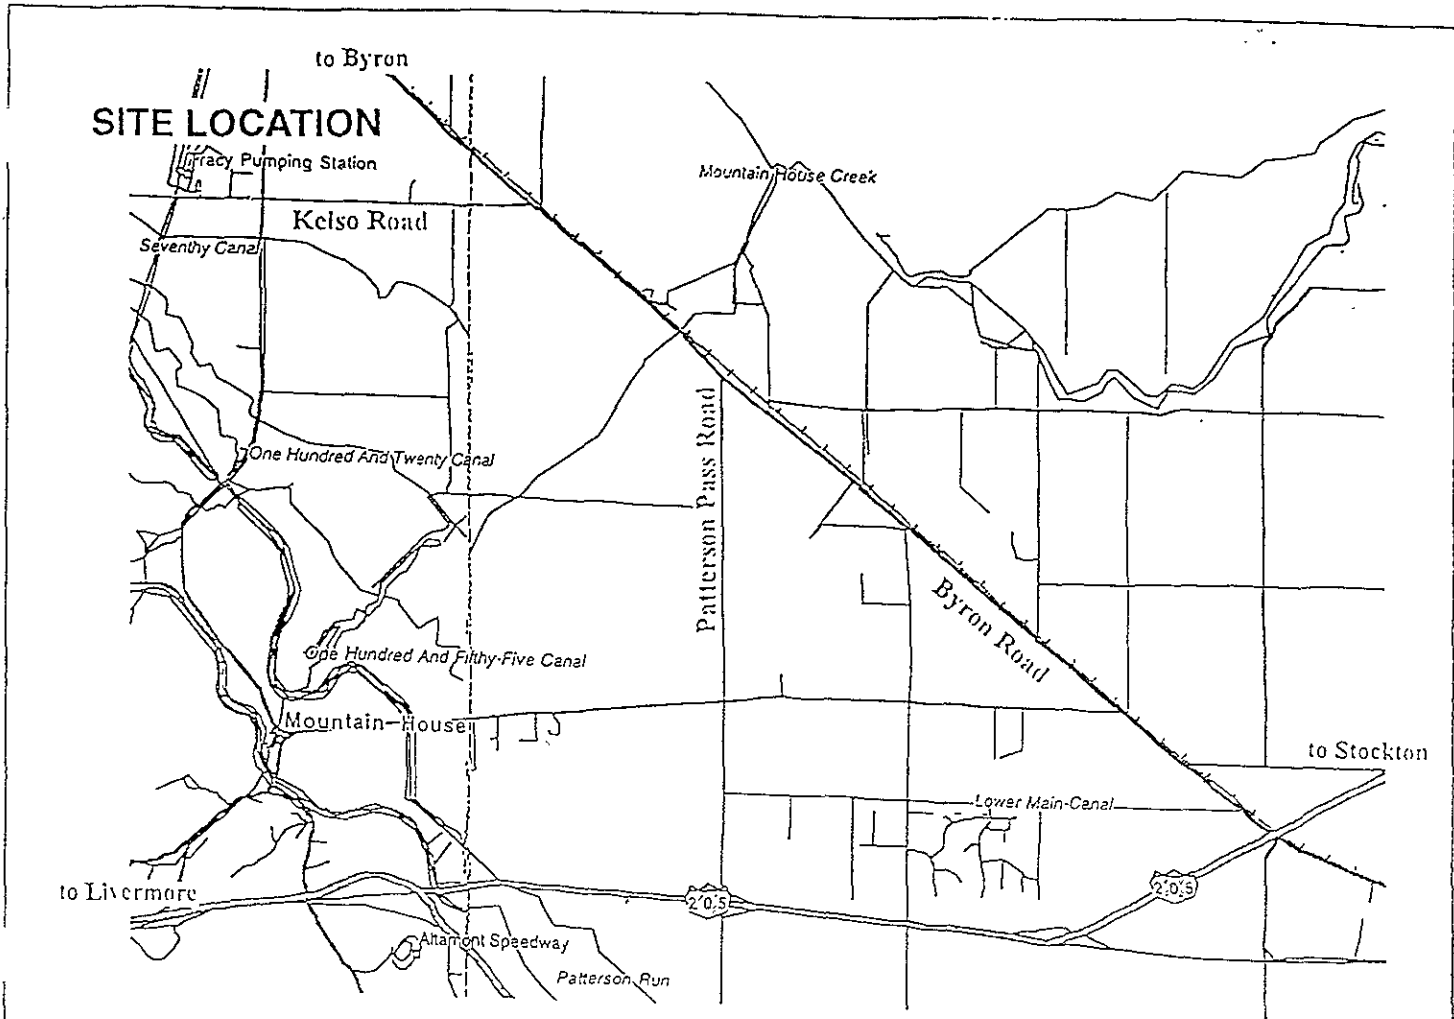 to Byron
SITE LOCATION
Tracy Pumping Station
Mountain House Creek
Kelso Road
Seventhy Canal
One Hundred And Twenty Canal
Patterson Pass Road
Byron Road
One Hundred And Fifthy-Five Canal
Mountain House
to Stockton
Lower Main Canal
to Livermore
205
205
Altamont Speedway
Patterson Run